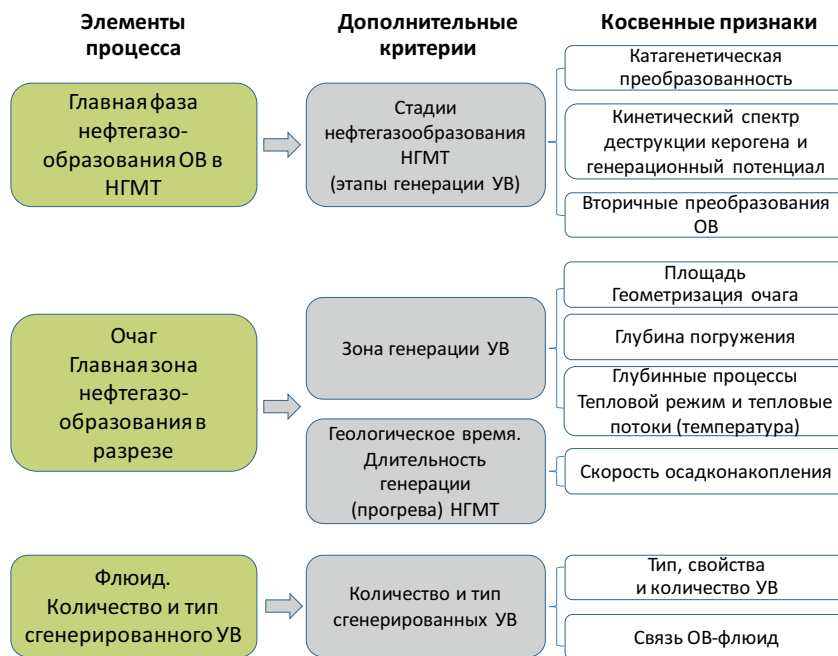 Элементы
процесса
Дополнительные
критерии
Косвенные признаки
Главная фаза
нефтегазо-
образования ОВ в
НГМТ
Стадии
нефтегазообразования
НГМТ
(этапы генерации УВ)
Катагенетическая
преобразованность
Кинетический спектр
деструкции керогена и
генерационный потенциал
Вторичные преобразования
ОВ
Очаг
Главная зона
нефтегазо-
образования в
разрезе
Зона генерации УВ
Площадь
Геометризация очага
Глубина погружения
Глубинные процессы
Тепловой режим и тепловые
потоки (температура)
Геологическое время.
Длительность
генерации
(прогрева) НГМТ
Скорость осадконакопления
Флюид.
Количество и тип
сгенерированного УВ
Количество и тип
сгенерированных УВ
Тип, свойства
и количество УВ
Связь ОВ-флюид